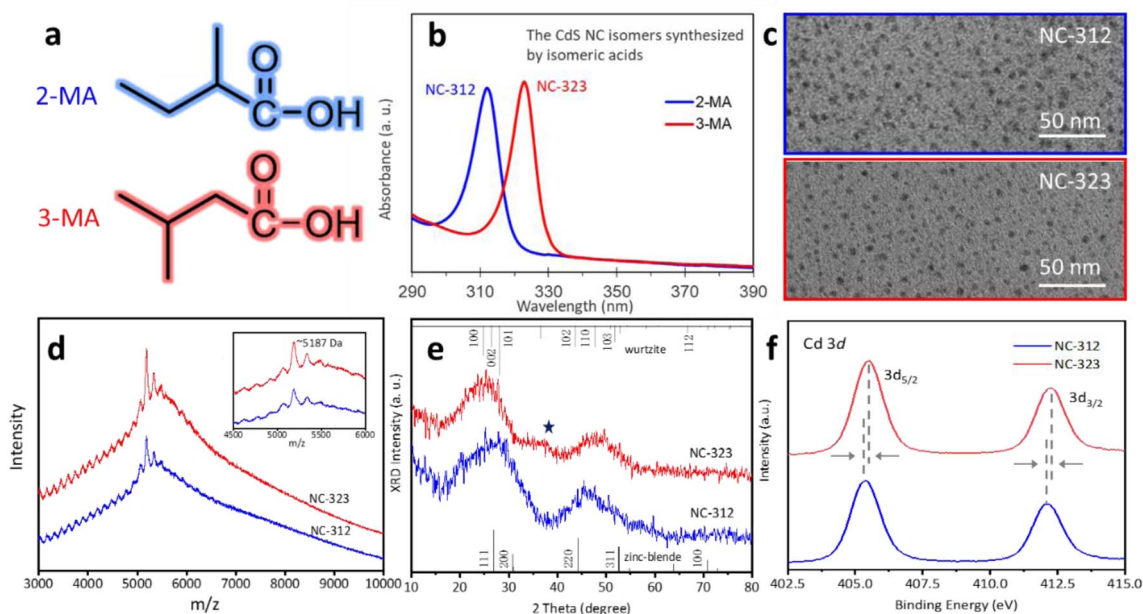 a
2-MA
O
C
OH
3-MA
O
C
OH
b
The CdS NC isomers synthesized
by isomeric acids
NC-312
NC-323
2-MA
3-MA
Absorbance (a. u.)
290 310 330 350 370 390
Wavelength (nm)
c
NC-312
50 nm
NC-323
50 nm
d
~5187 Da
4500 5000 5500 6000
m/z
Intensity
NC-323
NC-312
3000 4000 5000 6000 7000 8000 9000 10000
m/z
e
100
002
101
102
110
103
112
wurtzite
★
XRD Intensity (a. u.)
NC-323
NC-312
111
200
220
311
100
zinc-blende
10 20 30 40 50 60 70 80
2 Theta (degree)
f
Cd 3d
NC-312
NC-323
3d5/2
3d3/2
Intensity (a.u.)
402.5 405.0 407.5 410.0 412.5 415.0
Binding Energy (eV)